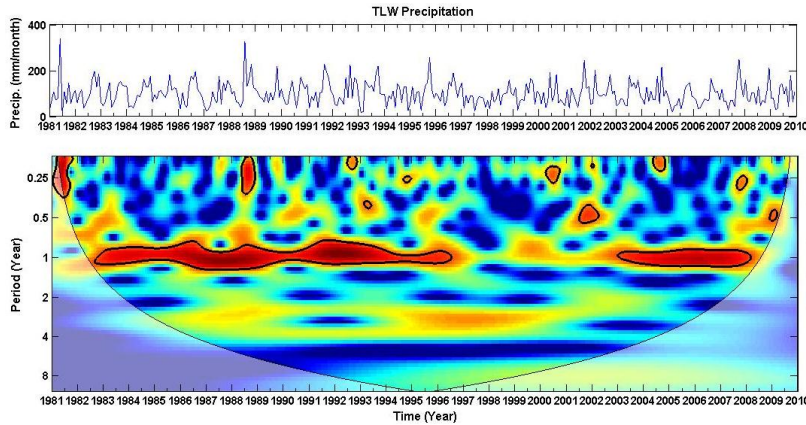 TLW Precipitation
Precip. (mm/month)
400
200
0
1981 1982 1983 1984 1985 1986 1987 1988 1989 1990 1991 1992 1993 1994 1995 1996 1997 1998 1999 2000 2001 2002 2003 2004 2005 2006 2007 2008 2009 2010
Period (Year)
0.25
0.5
1
2
4
8
1981 1982 1983 1984 1985 1986 1987 1988 1989 1990 1991 1992 1993 1994 1995 1996 1997 1998 1999 2000 2001 2002 2003 2004 2005 2006 2007 2008 2009 2010
Time (Year)